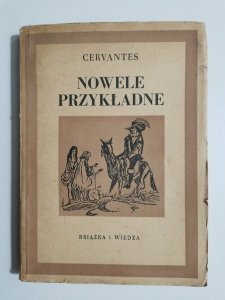 CERVANTES
NOWELE
PRZYKŁADNE
KSIĄŻKA I WIEDZA